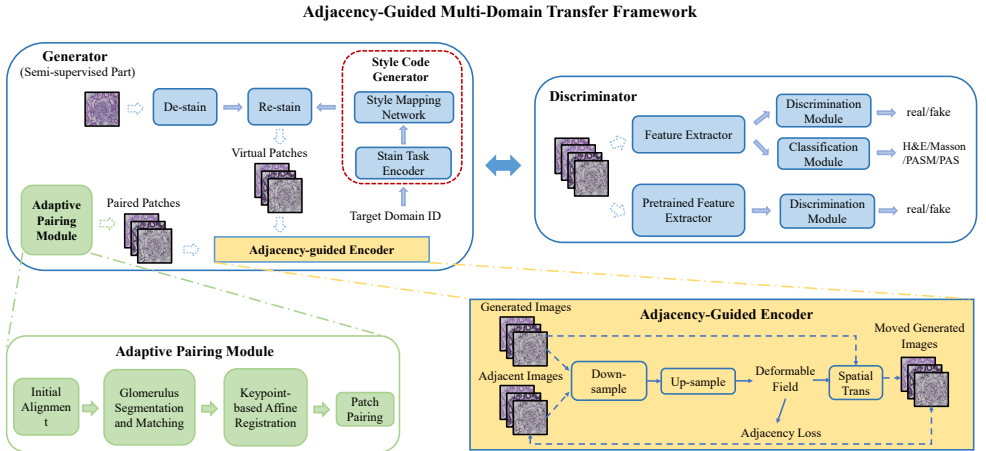 Adjacency-Guided Multi-Domain Transfer Framework
Generator
(Semi-supervised Part)
De-stain
Re-stain
Style Code
Generator
Style Mapping
Network
Stain Task
Encoder
Target Domain ID
Virtual Patches
Adaptive
Pairing
Module
Paired Patches
Adjacency-guided Encoder
Discriminator
Feature Extractor
Discrimination
Module
real/fake
Classification
Module
H&E/Masson
/PASM/PAS
Pretrained Feature
Extractor
Discrimination
Module
real/fake
Adaptive Pairing Module
Initial
Alignmen
t
Glomerulus
Segmentation
and Matching
Keypoint-
based Affine
Registration
Patch
Pairing
Adjacency-Guided Encoder
Generated Images
Adjacent Images
Down-
sample
Up-sample
Deformable
Field
Adjacency Loss
Spatial
Trans
Moved Generated
Images